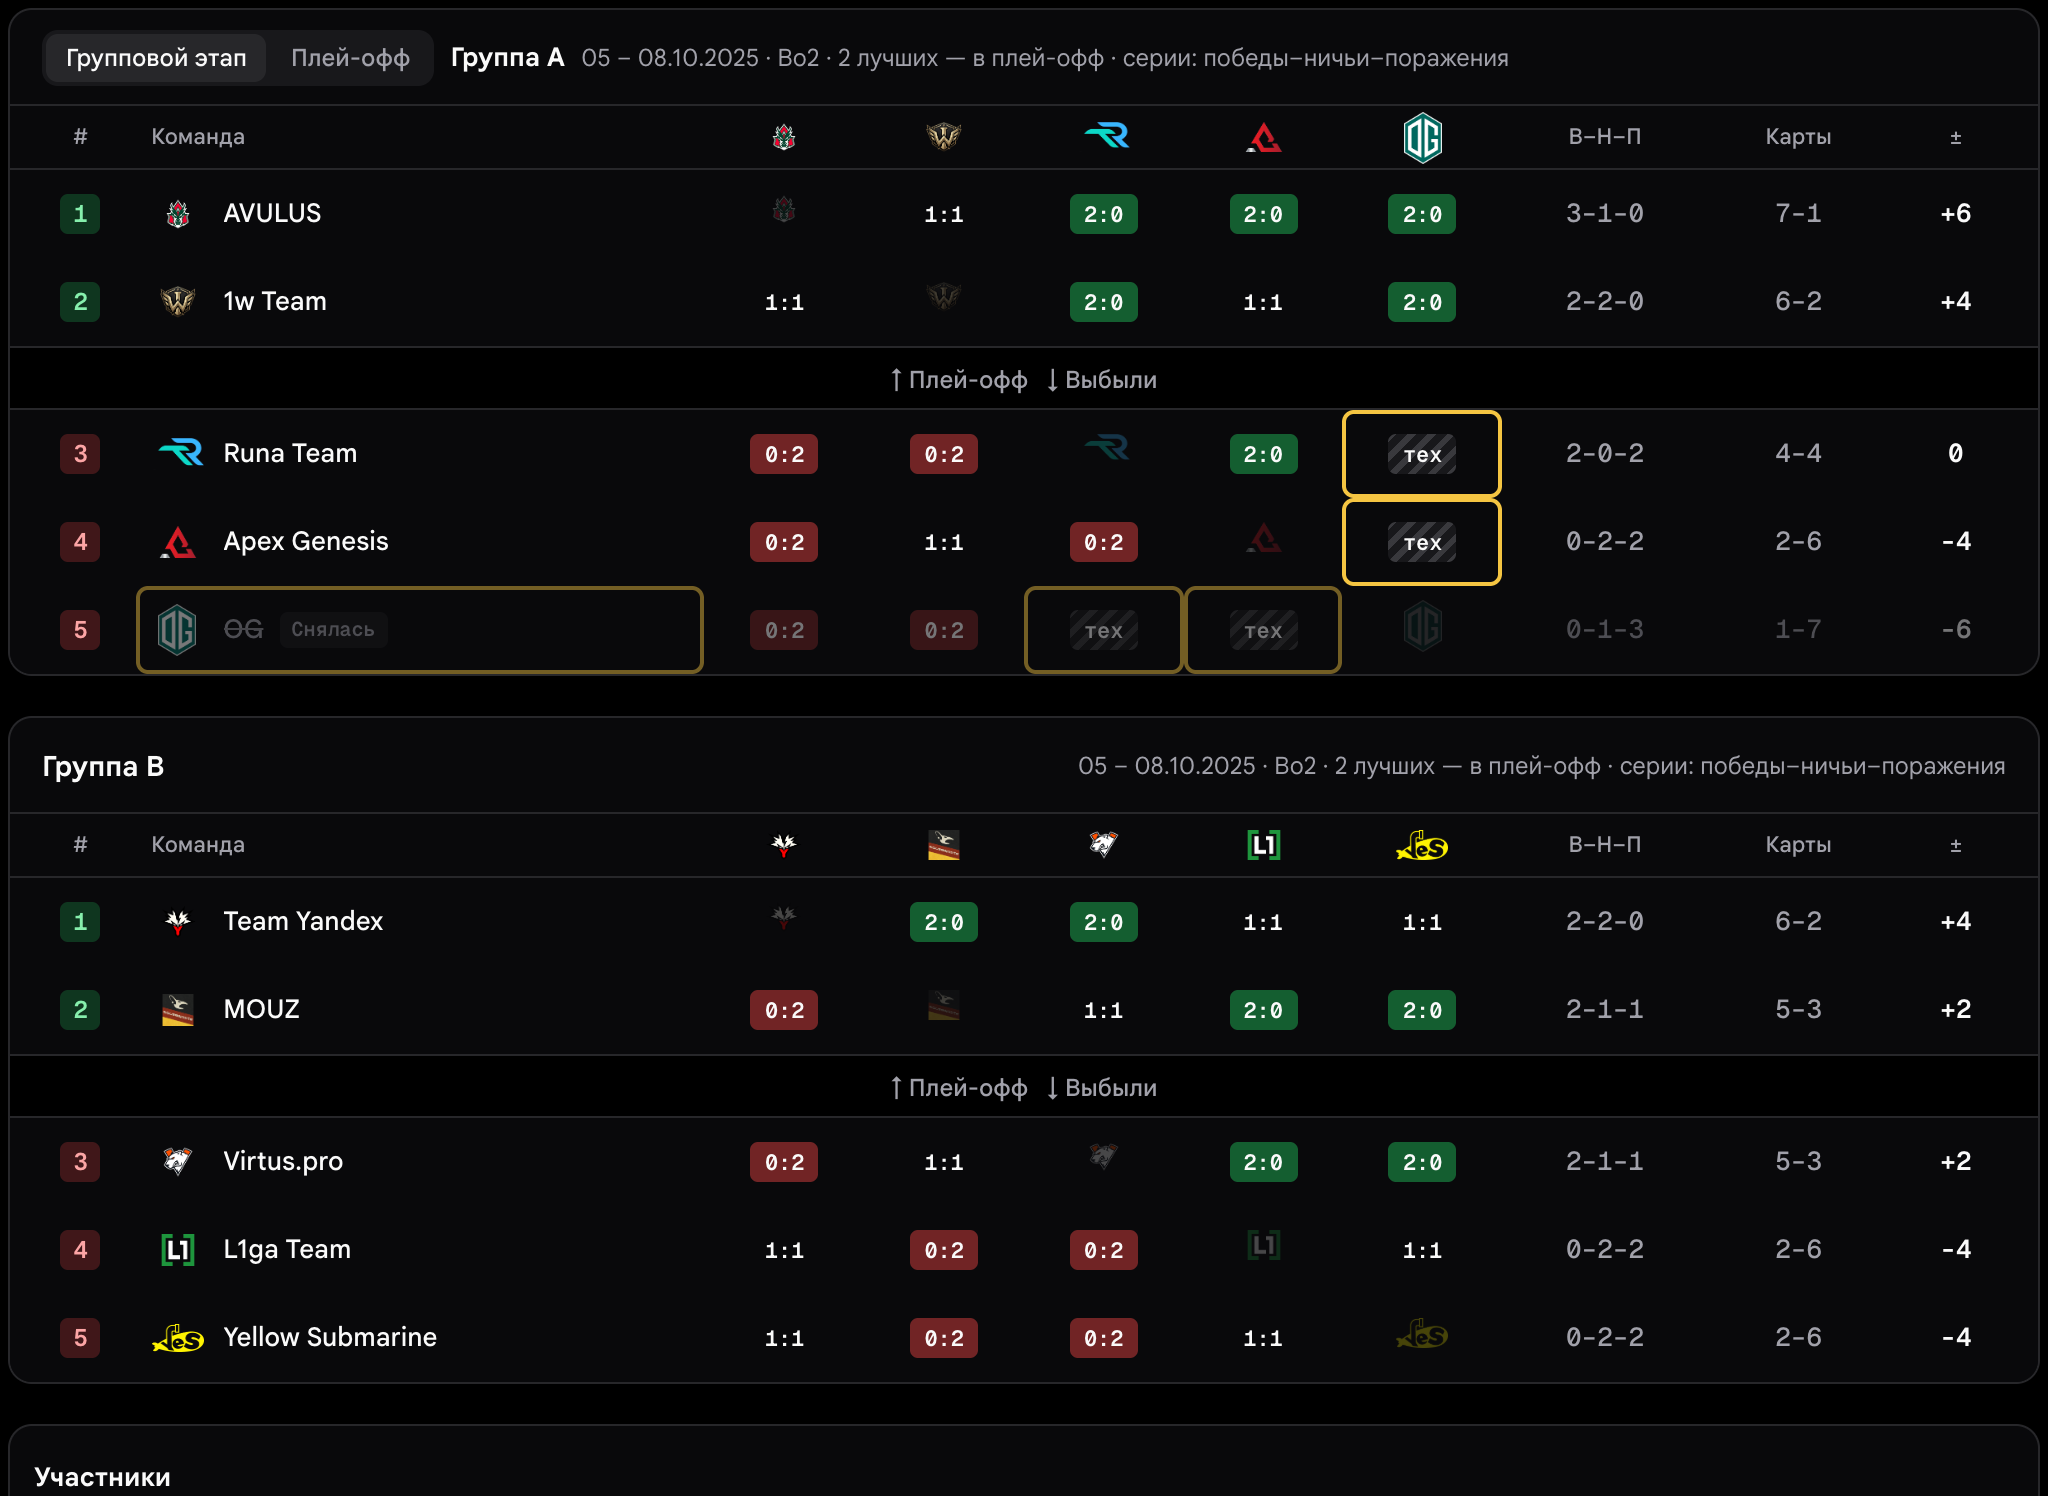 Групповой этап Плей-офф Группа A 05 – 08.10.2025 · Bo2 · 2 лучших — в плей-офф · серии: победы–ничьи–поражения
# Команда В–Н–П Карты ±
1 AVULUS 1:1 2:0 2:0 2:0 3-1-0 7-1 +6
2 1w Team 1:1 2:0 1:1 2:0 2-2-0 6-2 +4
↑ Плей-офф ↓ Выбыли
3 Runa Team 0:2 0:2 2:0 тех 2-0-2 4-4 0
4 Apex Genesis 0:2 1:1 0:2 тех 0-2-2 2-6 -4
5 OG Снялась 0:2 0:2 тех тех 0-1-3 1-7 -6
Группа B 05 – 08.10.2025 · Bo2 · 2 лучших — в плей-офф · серии: победы–ничьи–поражения
# Команда L1 В–Н–П Карты ±
1 Team Yandex 2:0 2:0 1:1 1:1 2-2-0 6-2 +4
2 MOUZ 0:2 1:1 2:0 2:0 2-1-1 5-3 +2
↑ Плей-офф ↓ Выбыли
3 Virtus.pro 0:2 1:1 2:0 2:0 2-1-1 5-3 +2
4 L1 L1ga Team 1:1 0:2 0:2 L1 1:1 0-2-2 2-6 -4
5 Yellow Submarine 1:1 0:2 0:2 1:1 0-2-2 2-6 -4
Участники